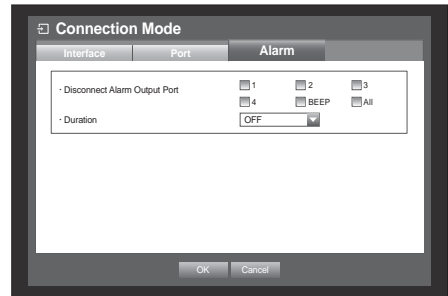 Connection Mode
Interface Port Alarm
· Disconnect Alarm Output Port 1 2 3
4 BEEP All
· Duration OFF
OK Cancel